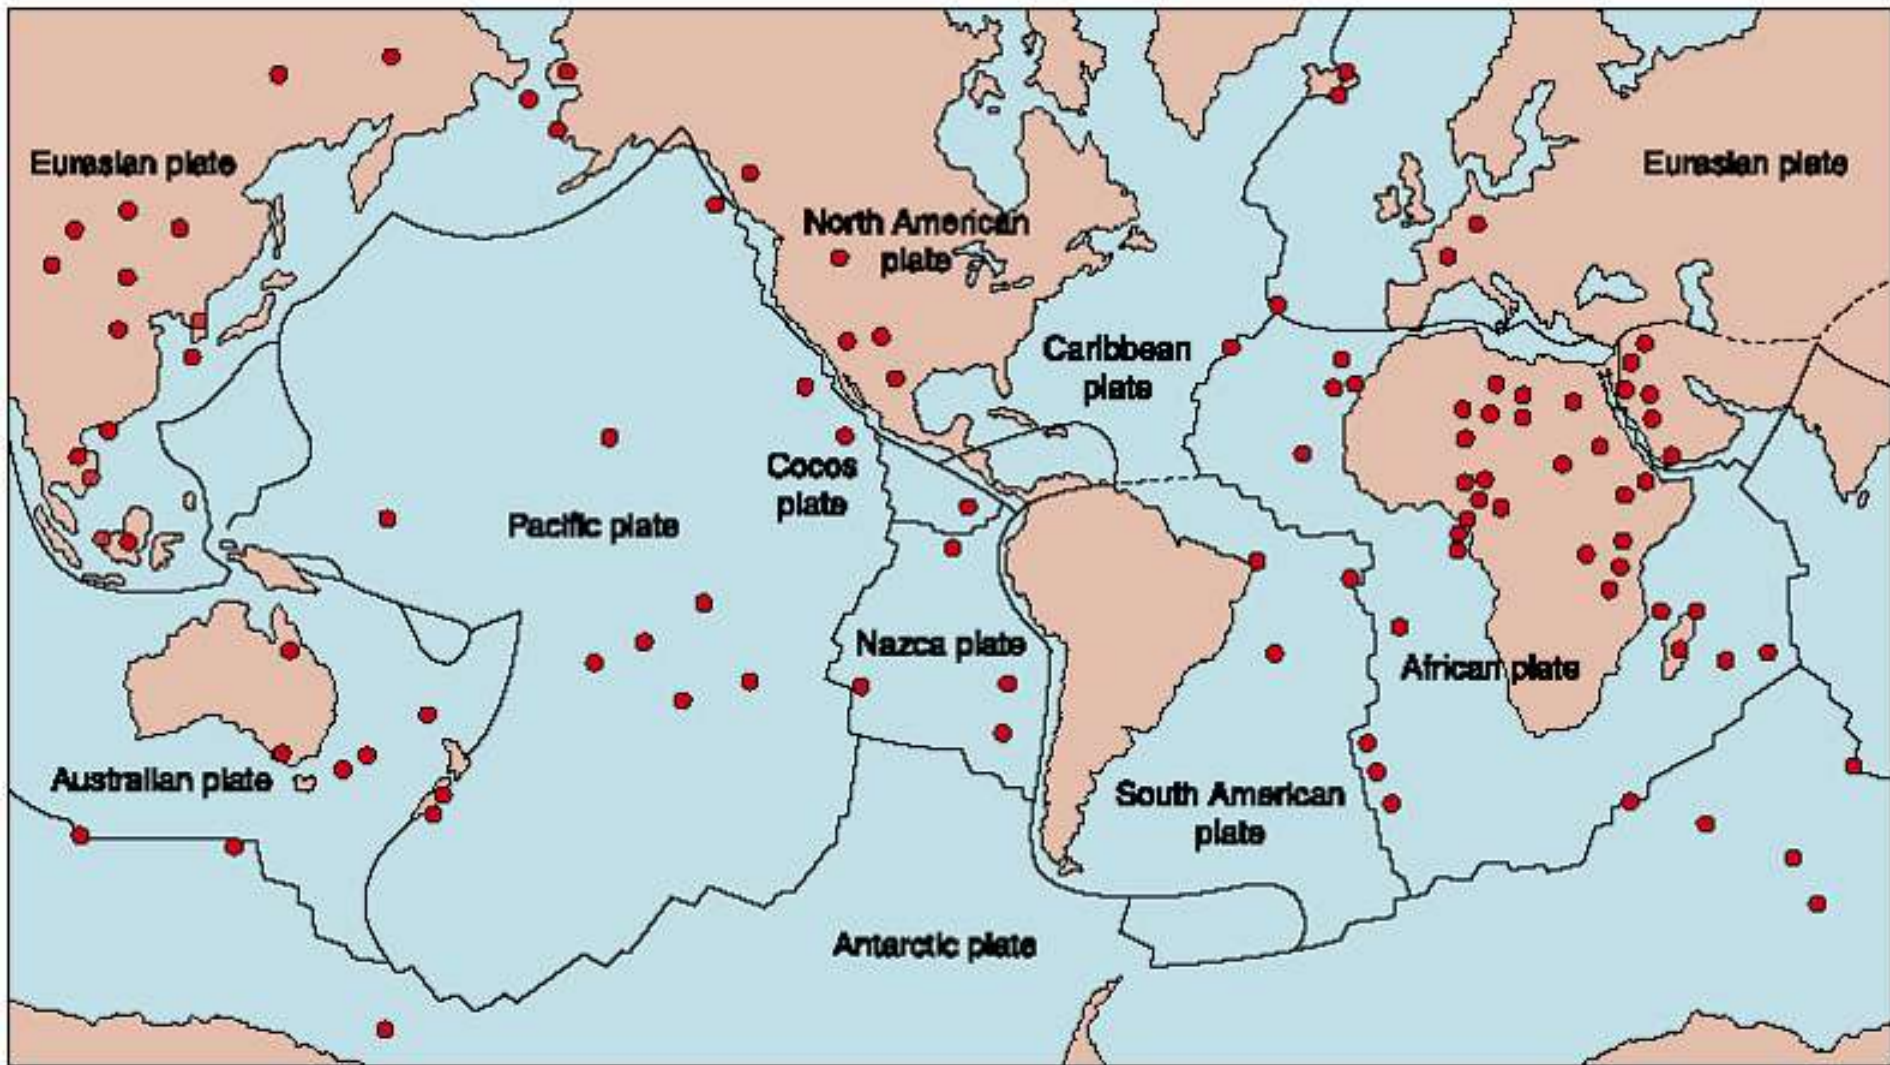 Eurasian plate
Eurasian plate
North American
plate
Caribbean
plate
Cocos
plate
Pacific plate
Nazca plate
African plate
Australian plate
South American
plate
Antarctic plate